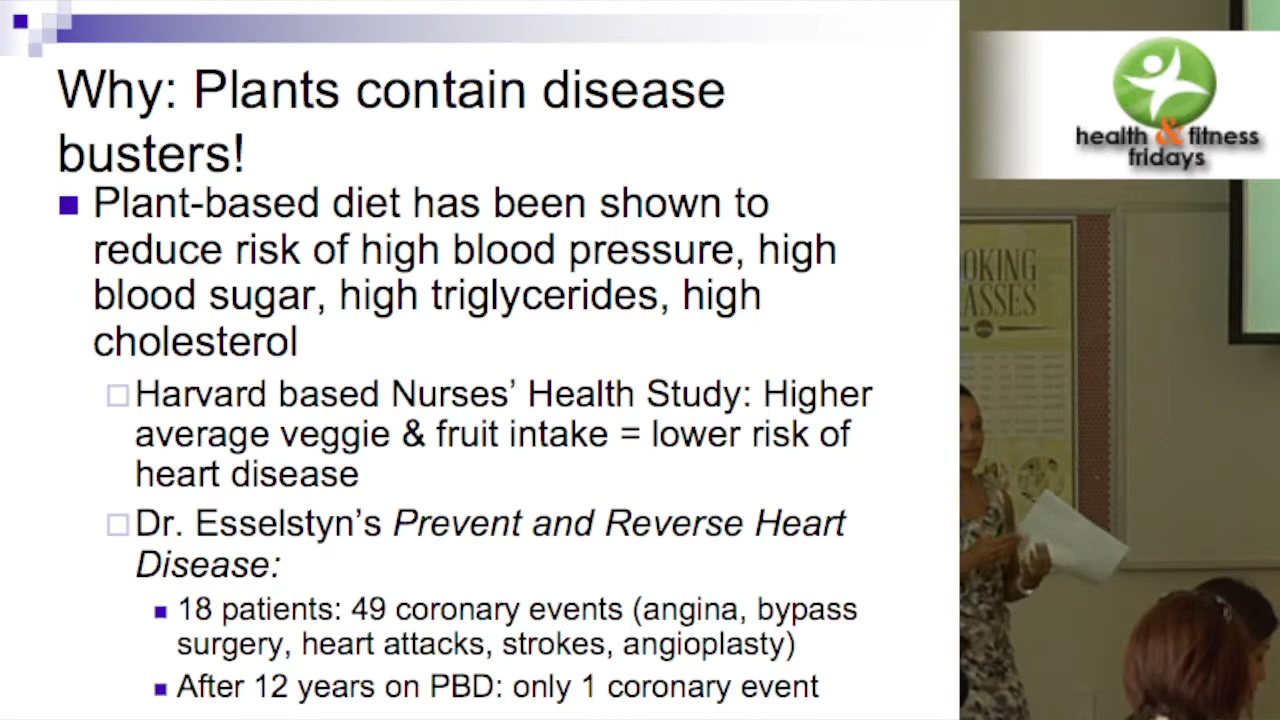 Why: Plants contain disease
busters!
Plant-based diet has been shown to
reduce risk of high blood pressure, high
blood sugar, high triglycerides, high
cholesterol
Harvard based Nurses’ Health Study: Higher
average veggie & fruit intake = lower risk of
heart disease
Dr. Esselstyn’s Prevent and Reverse Heart
Disease:
18 patients: 49 coronary events (angina, bypass
surgery, heart attacks, strokes, angioplasty)
After 12 years on PBD: only 1 coronary event
health & fitness
fridays
OKING
ASSES